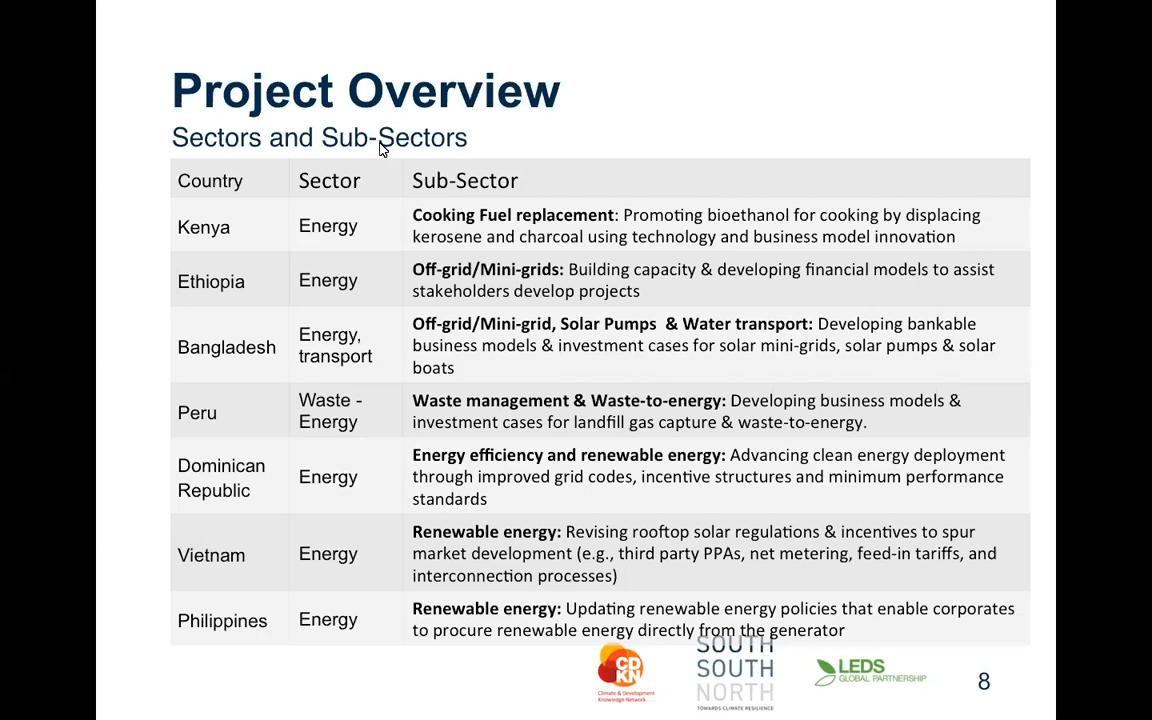 Project Overview
Sectors and Sub-Sectors
Country Sector Sub-Sector
Kenya Energy Cooking Fuel replacement: Promoting bioethanol for cooking by displacing
kerosene and charcoal using technology and business model innovation
Ethiopia Energy Off-grid/Mini-grids: Building capacity & developing financial models to assist
stakeholders develop projects
Bangladesh Energy, transport Off-grid/Mini-grid, Solar Pumps & Water transport: Developing bankable
business models & investment cases for solar mini-grids, solar pumps & solar
boats
Peru Waste - Energy Waste management & Waste-to-energy: Developing business models &
investment cases for landfill gas capture & waste-to-energy.
Dominican Republic Energy Energy efficiency and renewable energy: Advancing clean energy deployment
through improved grid codes, incentive structures and minimum performance
standards
Vietnam Energy Renewable energy: Revising rooftop solar regulations & incentives to spur
market development (e.g., third party PPAs, net metering, feed-in tariffs, and
interconnection processes)
Philippines Energy Renewable energy: Updating renewable energy policies that enable corporates
to procure renewable energy directly from the generator
CDKN
Climate & Development
Knowledge Network
SOUTH
SOUTH
NORTH
TOWARDS CLIMATE RESILIENCE
LEDS
GLOBAL PARTNERSHIP
8